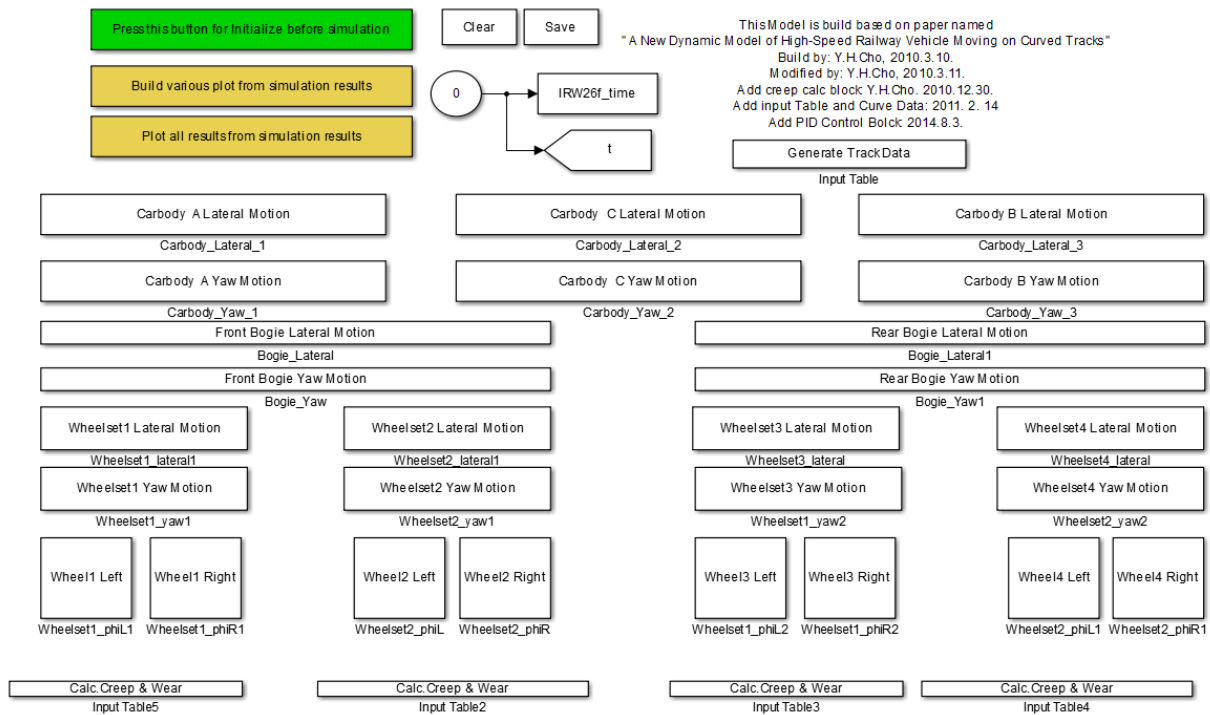 Press this button for Initialize before simulation
Clear
Save
This Model is build based on paper named
" A New Dynamic Model of High-Speed Railway Vehicle Moving on Curved Tracks"
Build by: Y.H.Cho, 2010.3.10.
Modified by: Y.H.Cho, 2010.3.11.
Add creep calc block: Y.H.Cho. 2010.12.30.
Add input Table and Curve Data: 2011. 2. 14
Add PID Control Bolck: 2014.8.3.
Build various plot from simulation results
0
IRW26f_time
Plot all results from simulation results
t
Generate Track Data
Input Table
Carbody A Lateral Motion
Carbody C Lateral Motion
Carbody B Lateral Motion
Carbody_Lateral_1
Carbody_Lateral_2
Carbody_Lateral_3
Carbody A Yaw Motion
Carbody C Yaw Motion
Carbody B Yaw Motion
Carbody_Yaw_1
Carbody_Yaw_2
Carbody_Yaw_3
Front Bogie Lateral Motion
Rear Bogie Lateral Motion
Bogie_Lateral
Bogie_Lateral1
Front Bogie Yaw Motion
Rear Bogie Yaw Motion
Bogie_Yaw
Bogie_Yaw1
Wheelset1 Lateral Motion
Wheelset2 Lateral Motion
Wheelset3 Lateral Motion
Wheelset4 Lateral Motion
Wheelset1_lateral1
Wheelset2_lateral1
Wheelset3_lateral
Wheelset4_lateral
Wheelset1 Yaw Motion
Wheelset2 Yaw Motion
Wheelset3 Yaw Motion
Wheelset4 Yaw Motion
Wheelset1_yaw1
Wheelset2_yaw1
Wheelset1_yaw2
Wheelset2_yaw2
Wheel1 Left
Wheel1 Right
Wheel2 Left
Wheel2 Right
Wheel3 Left
Wheel3 Right
Wheel4 Left
Wheel4 Right
Wheelset1_phiL1
Wheelset1_phiR1
Wheelset2_phiL
Wheelset2_phiR
Wheelset1_phiL2
Wheelset1_phiR2
Wheelset2_phiL1
Wheelset2_phiR1
Calc.Creep & Wear
Calc.Creep & Wear
Calc.Creep & Wear
Calc.Creep & Wear
Input Table5
Input Table2
Input Table3
Input Table4